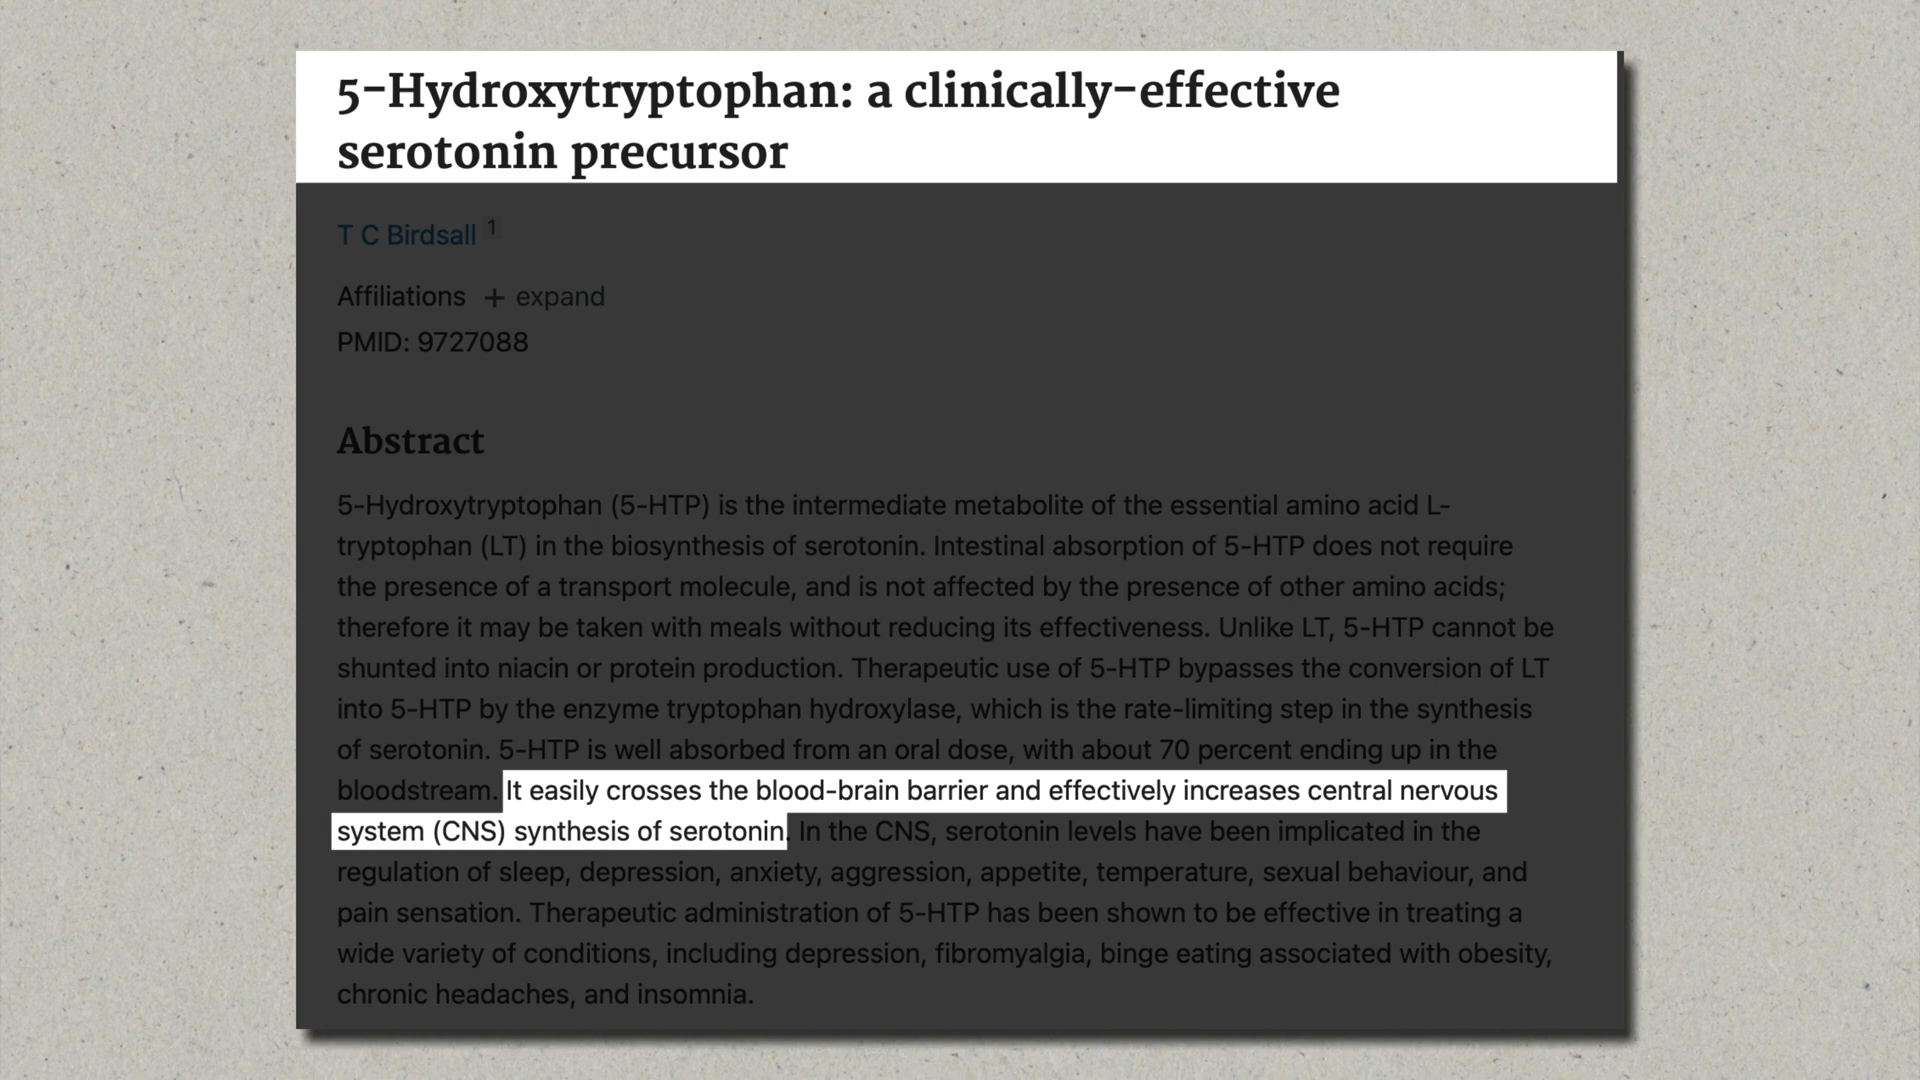 5-Hydroxytryptophan: a clinically-effective
serotonin precursor
T C Birdsall 1
Affiliations + expand
PMID: 9727088
Abstract
5-Hydroxytryptophan (5-HTP) is the intermediate metabolite of the essential amino acid L-
tryptophan (LT) in the biosynthesis of serotonin. Intestinal absorption of 5-HTP does not require
the presence of a transport molecule, and is not affected by the presence of other amino acids;
therefore it may be taken with meals without reducing its effectiveness. Unlike LT, 5-HTP cannot be
shunted into niacin or protein production. Therapeutic use of 5-HTP bypasses the conversion of LT
into 5-HTP by the enzyme tryptophan hydroxylase, which is the rate-limiting step in the synthesis
of serotonin. 5-HTP is well absorbed from an oral dose, with about 70 percent ending up in the
bloodstream. It easily crosses the blood-brain barrier and effectively increases central nervous
system (CNS) synthesis of serotonin. In the CNS, serotonin levels have been implicated in the
regulation of sleep, depression, anxiety, aggression, appetite, temperature, sexual behaviour, and
pain sensation. Therapeutic administration of 5-HTP has been shown to be effective in treating a
wide variety of conditions, including depression, fibromyalgia, binge eating associated with obesity,
chronic headaches, and insomnia.